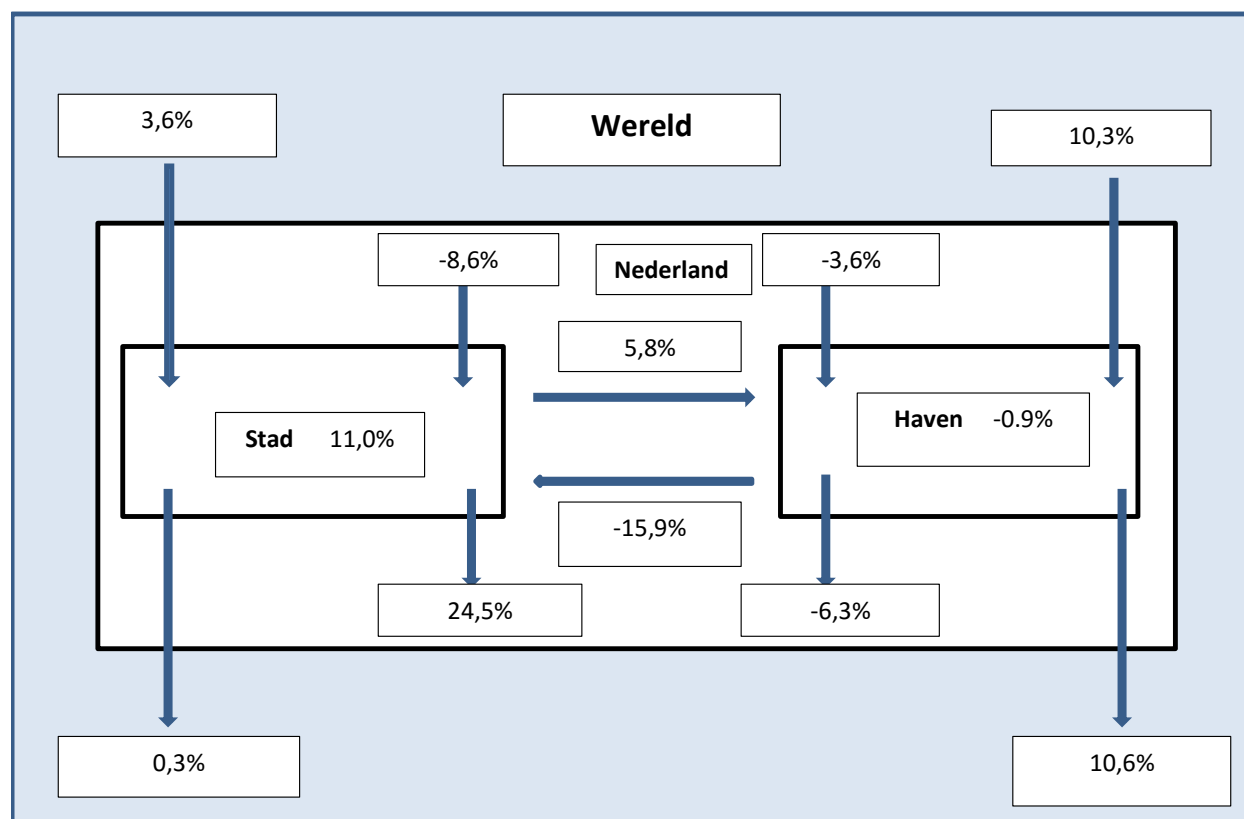 3,6%
Wereld
10,3%
-8,6%
Nederland
-3,6%
5,8%
Stad 11,0%
Haven -0.9%
-15,9%
24,5%
-6,3%
0,3%
10,6%